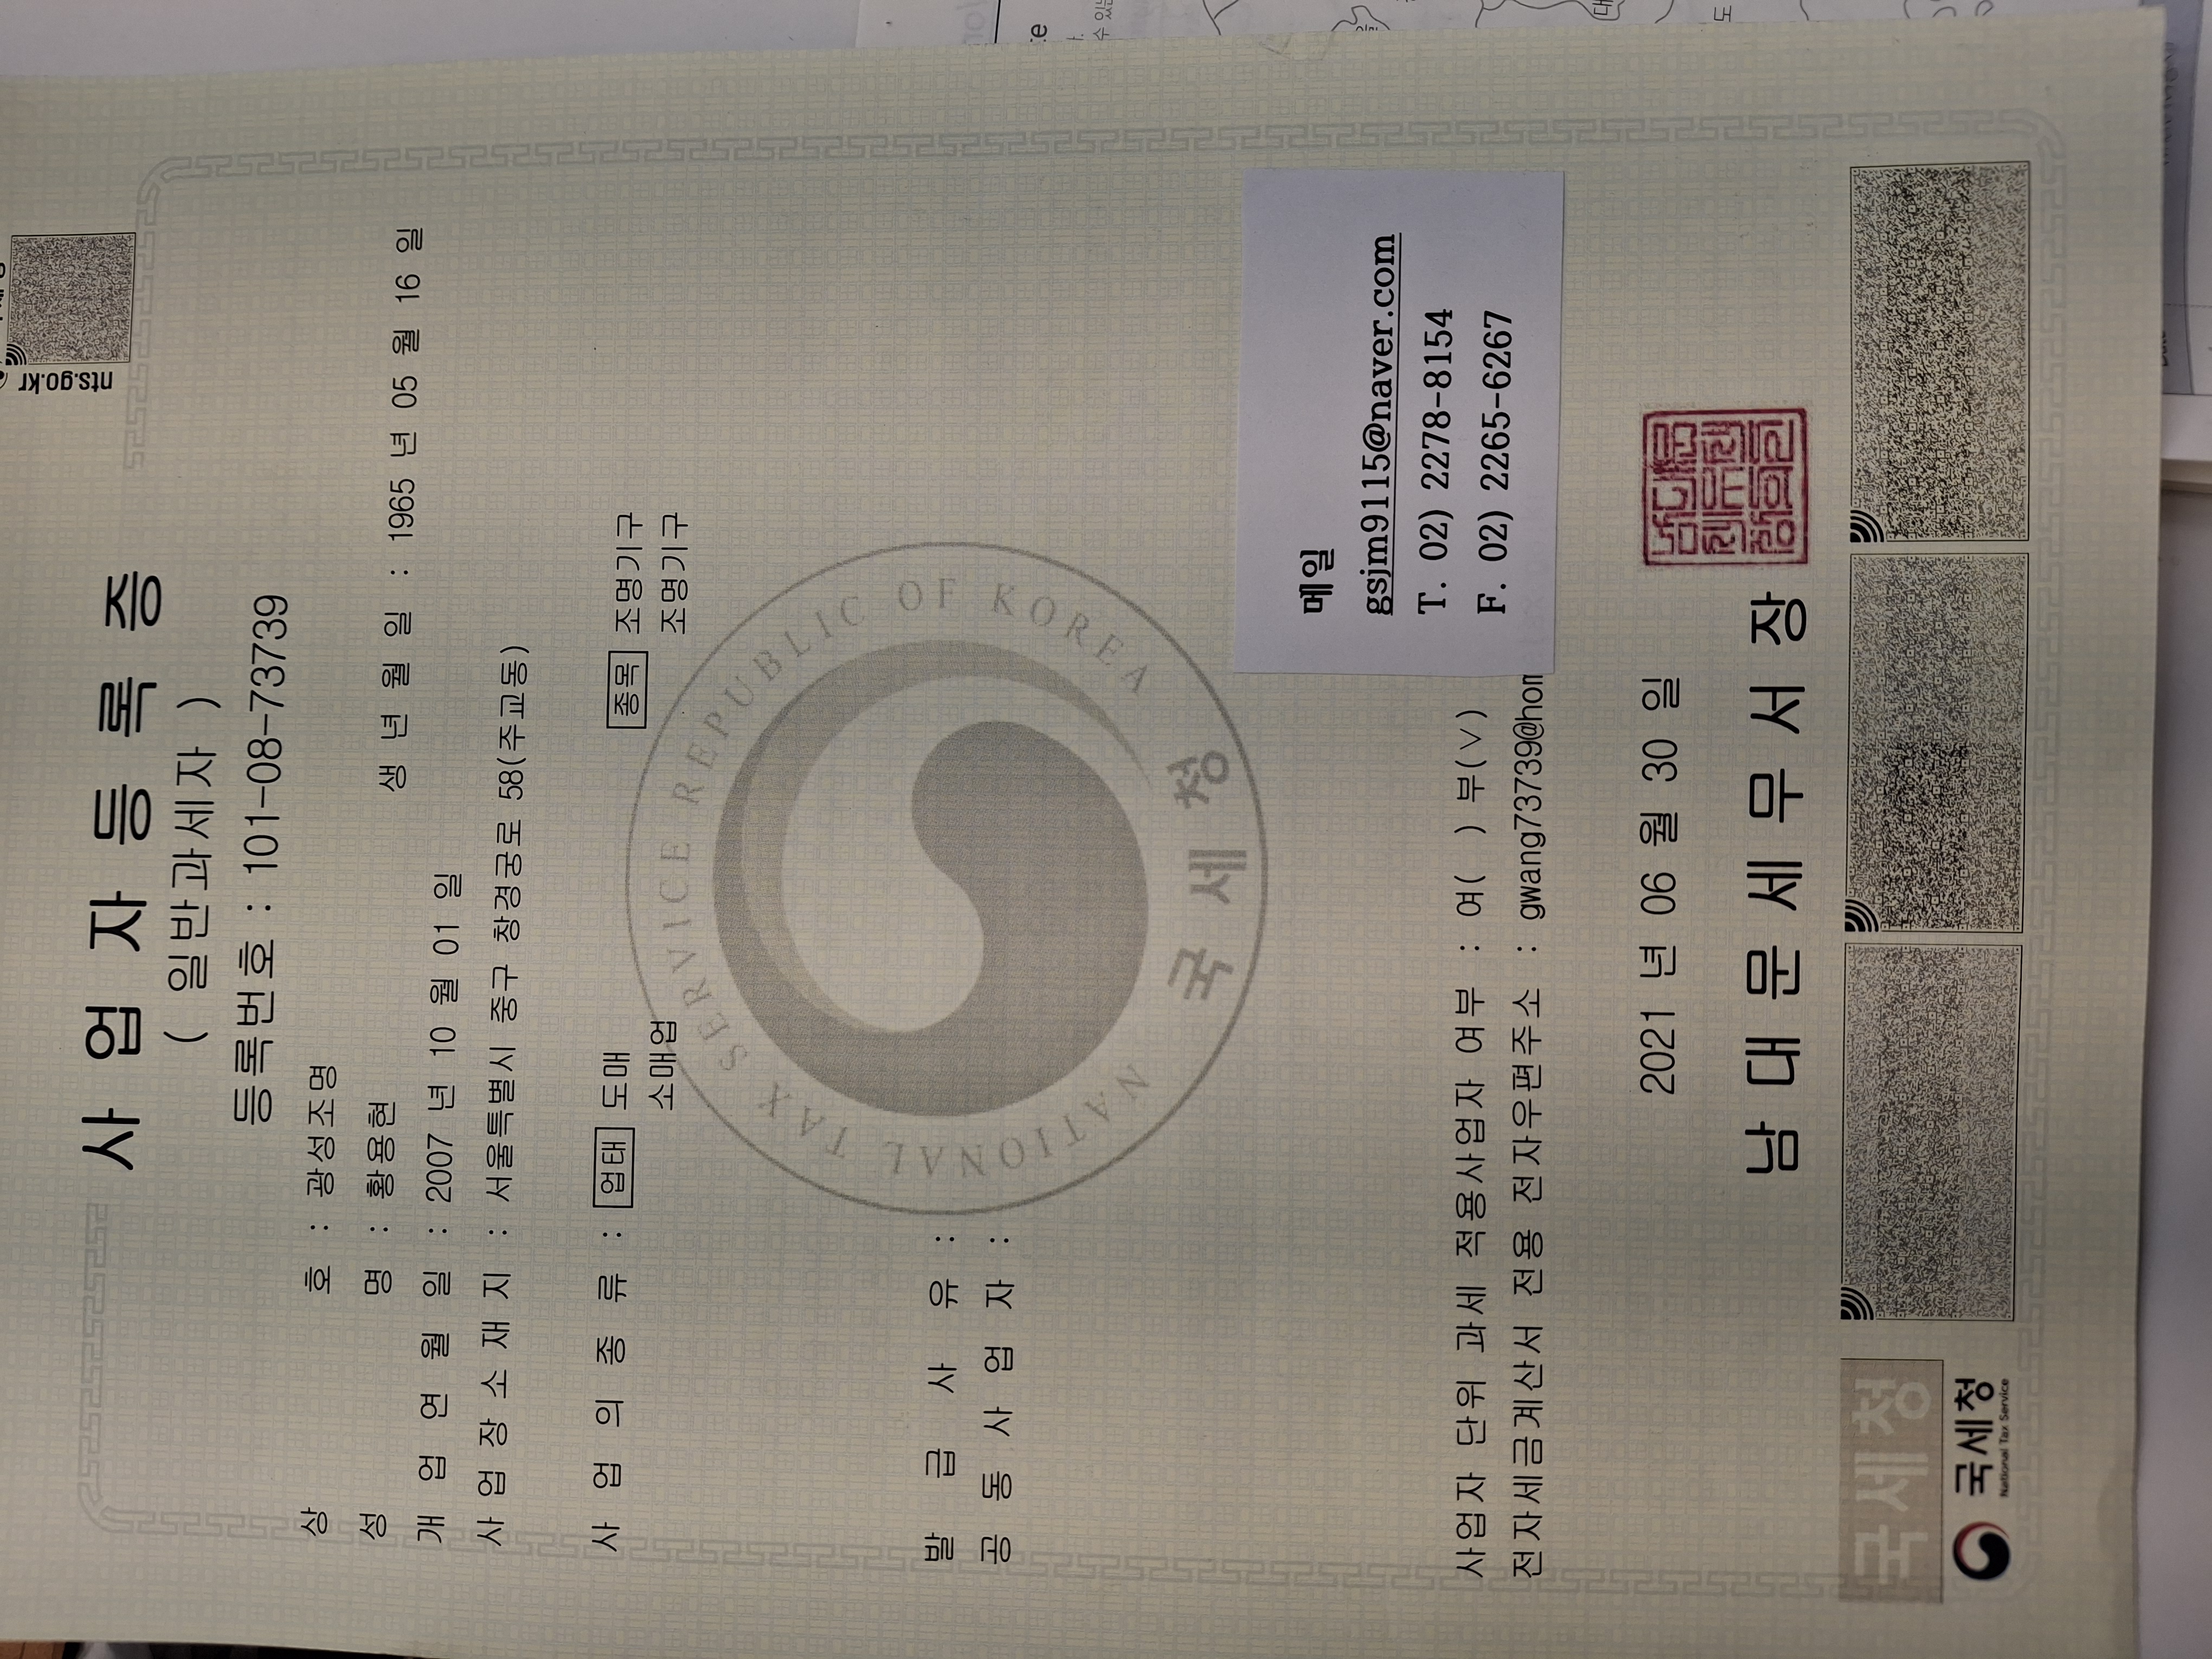 nts.go.kr
사업자등록증
( 일반과세자 )
등록번호 : 101-08-73739
상호 : 광성조명
성명 : 황용현 생년월일 : 1965 년 05 월 16 일
개업연월일 : 2007 년 10 월 01 일
사업장소재지 : 서울특별시 중구 창경궁로 58(주교동)
사업의종류 : 업태 도매 종목 조명기구
소매업 조명기구
NATIONAL TAX SERVICE REPUBLIC OF KOREA
국세청
발급사유 :
공동사업자 :
메일
gsjm9115@naver.com
T. 02) 2278-8154
F. 02) 2265-6267
사업자 단위 과세 적용사업자 여부 : 여( ) 부(∨)
전자세금계산서 전용 전자우편주소 : gwang73739@hom
2021 년 06 월 30 일
남대문세무서장
국세청
국세청
National Tax Service